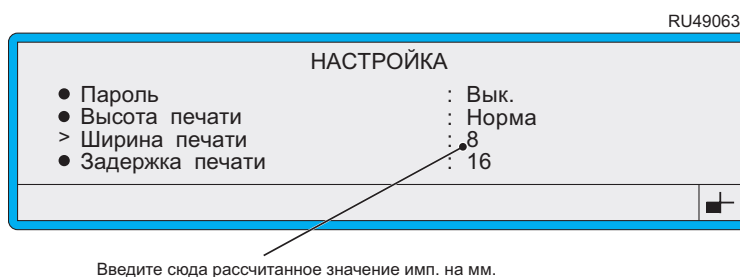 RU49063
НАСТРОЙКА
● Пароль : Вык.
● Высота печати : Норма
> Ширина печати : 8
● Задержка печати : 16
Введите сюда рассчитанное значение имп. на мм.